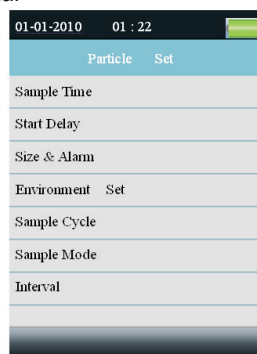 01-01-2010 01 : 22
Particle Set
Sample Time
Start Delay
Size & Alarm
Environment Set
Sample Cycle
Sample Mode
Interval